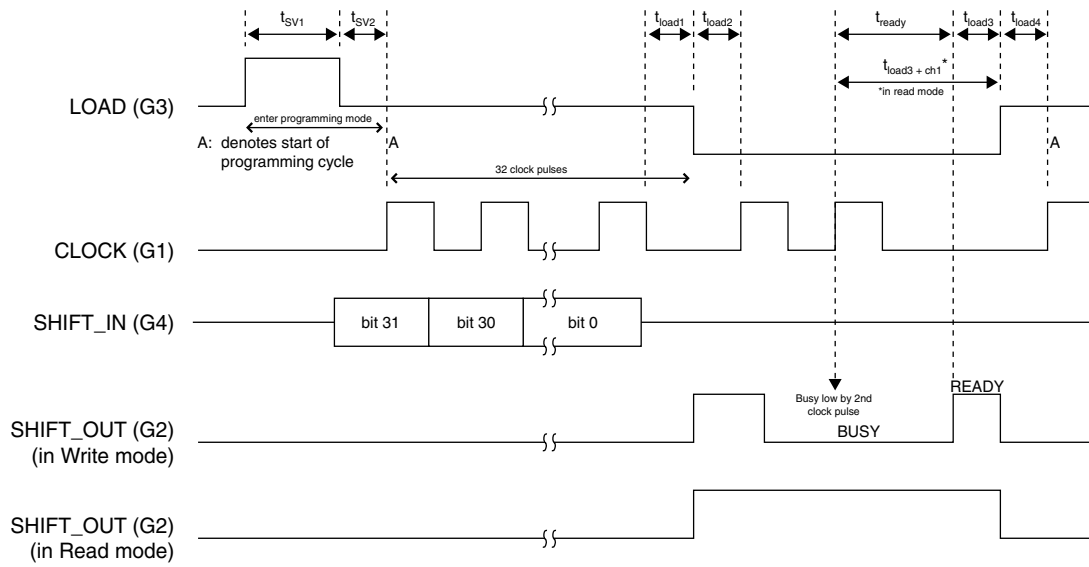 tSV1 tSV2 tload1 tload2 tready tload3 tload4
tload3 + ch1*
*in read mode
LOAD (G3)
enter programming mode
A: denotes start of
programming cycle
A
A
32 clock pulses
CLOCK (G1)
SHIFT_IN (G4)
bit 31 bit 30 bit 0
Busy low by 2nd
clock pulse
READY
SHIFT_OUT (G2)
(in Write mode)
BUSY
SHIFT_OUT (G2)
(in Read mode)